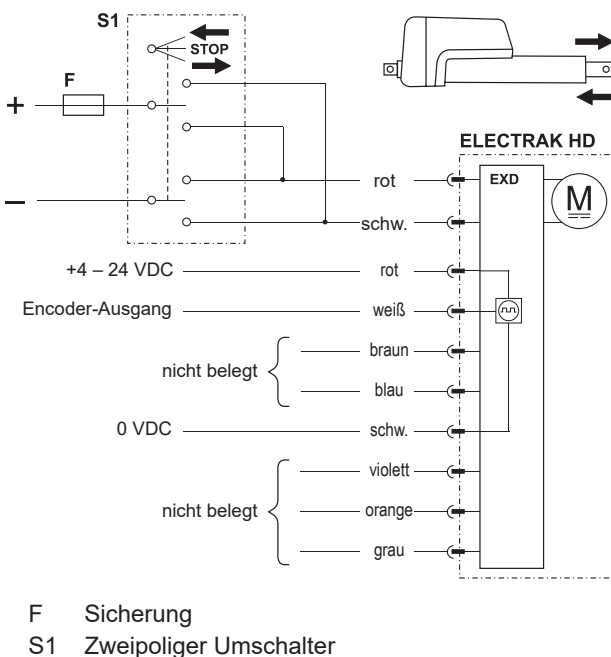 S1
STOP
F
+
–
ELECTRAK HD
rot
EXD
M
schw.
+4 – 24 VDC
rot
Encoder-Ausgang
weiß
braun
nicht belegt
blau
0 VDC
schw.
violett
nicht belegt
orange
grau
F Sicherung
S1 Zweipoliger Umschalter